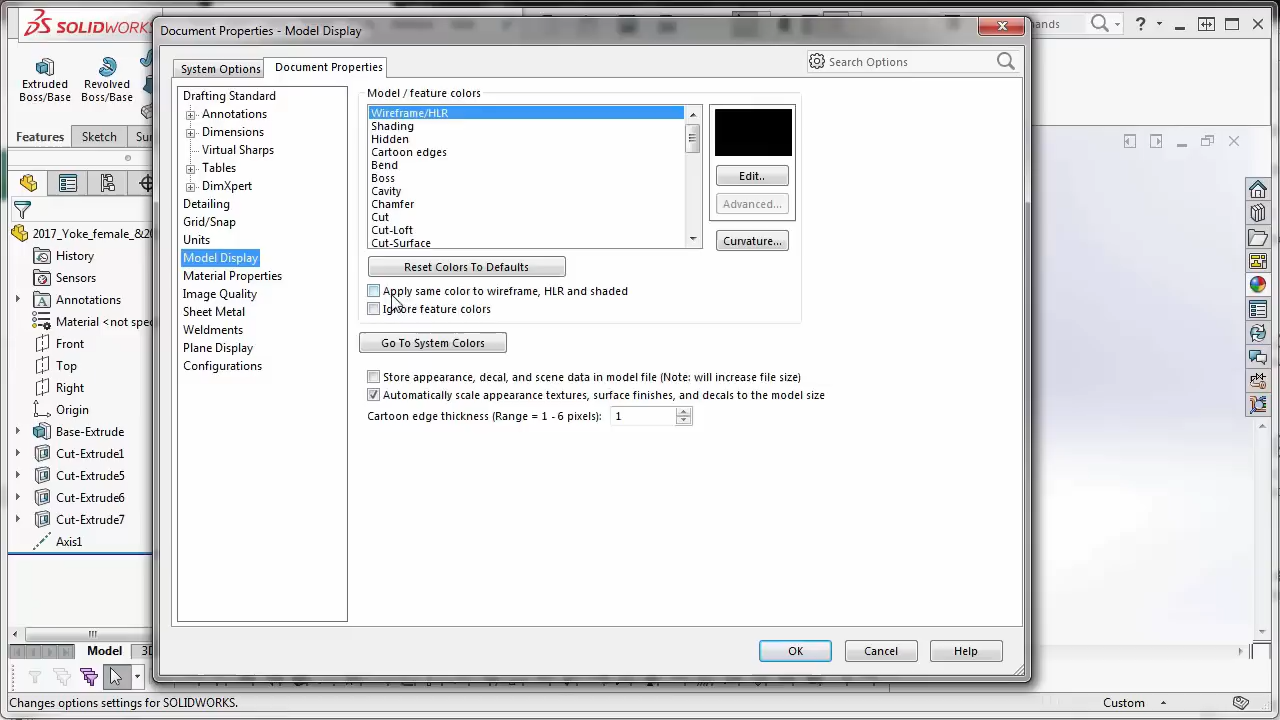 SOLIDWORKS
Document Properties - Model Display
System Options
Document Properties
Search Options
Extruded
Boss/Base
Revolved
Boss/Base
Features
Sketch
Drafting Standard
Annotations
Dimensions
Virtual Sharps
Tables
DimXpert
Detailing
Grid/Snap
Units
Model Display
Material Properties
Image Quality
Sheet Metal
Weldments
Plane Display
Configurations
Model / feature colors
Wireframe/HLR
Shading
Hidden
Cartoon edges
Bend
Boss
Cavity
Chamfer
Cut
Cut-Loft
Cut-Surface
Edit..
Advanced...
Curvature...
Reset Colors To Defaults
Apply same color to wireframe, HLR and shaded
Ignore feature colors
Go To System Colors
Store appearance, decal, and scene data in model file (Note: will increase file size)
Automatically scale appearance textures, surface finishes, and decals to the model size
Cartoon edge thickness (Range = 1 - 6 pixels): 1
OK
Cancel
Help
2017_Yoke_female_&20
History
Sensors
Annotations
Material <not spec
Front
Top
Right
Origin
Base-Extrude
Cut-Extrude1
Cut-Extrude5
Cut-Extrude6
Cut-Extrude7
Axis1
Model
Changes options settings for SOLIDWORKS.
Custom